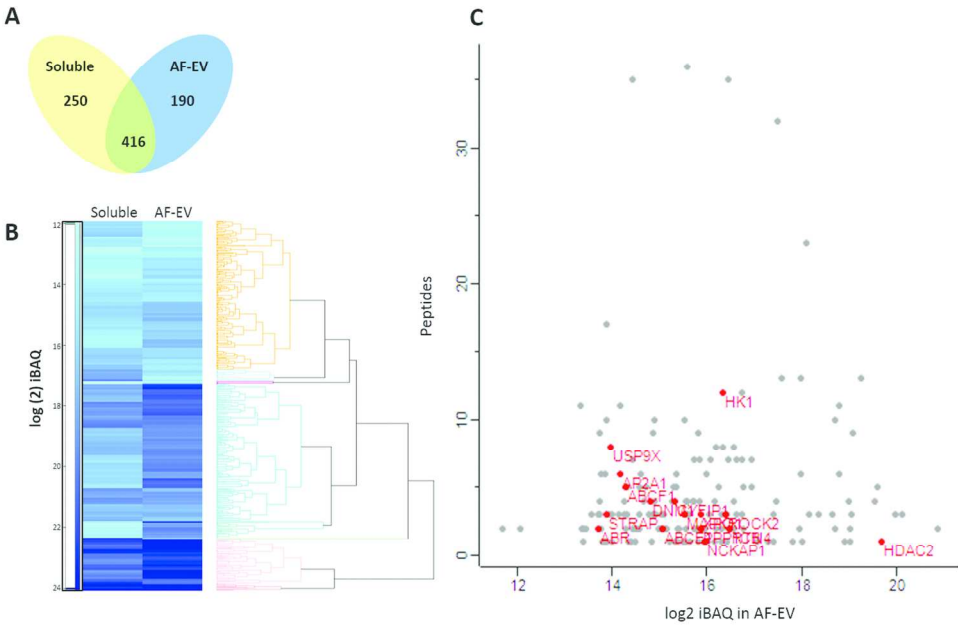 A
Soluble
AF-EV
250
190
416
B
Soluble
AF-EV
log (2) iBAQ
12
14
16
18
20
22
24
C
Peptides
30
20
10
0
HK1
USP9X
AP2A1
ABCF1
STRAP
ABR
NCKAP1
HDAC2
12
14
16
18
20
log2 iBAQ in AF-EV